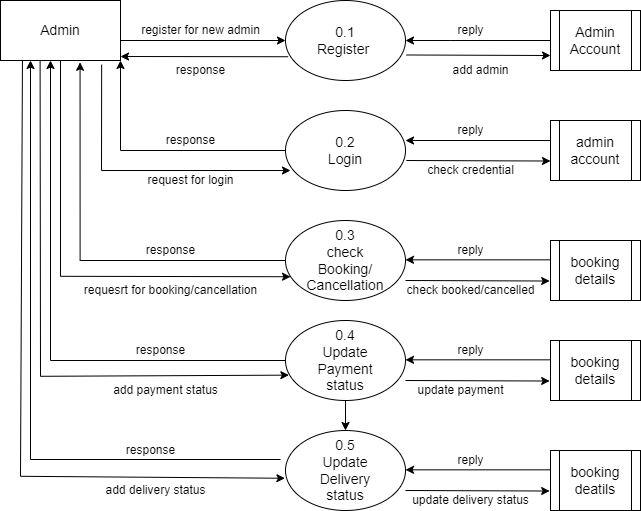 Admin
register for new admin
response
0.1
Register
reply
add admin
Admin
Account
response
request for login
0.2
Login
reply
check credential
admin
account
response
requesrt for booking/cancellation
0.3
check
Booking/
Cancellation
reply
check booked/cancelled
booking
details
response
add payment status
0.4
Update
Payment
status
reply
update payment
booking
details
response
add delivery status
0.5
Update
Delivery
status
reply
update delivery status
booking
deatils